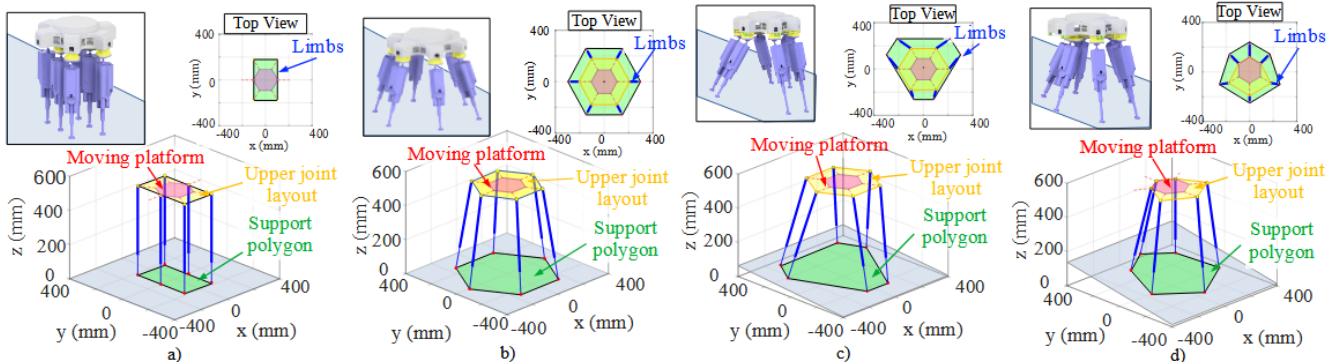 Top View
400
Limbs
y (mm)
0
-400
-400
0
400
x (mm)
Moving platform
Upper joint
layout
Support
polygon
600
400
200
0
z (mm)
400
0
-400
y (mm)
-400
0
400
x (mm)
a)
Top View
400
Limbs
y (mm)
0
-400
-400
0
400
x (mm)
Moving platform
Upper joint
layout
Support
polygon
600
400
200
0
z (mm)
400
0
-400
y (mm)
-400
0
400
x (mm)
b)
Top View
400
Limbs
y (mm)
0
-400
-400
0
400
x (mm)
Moving platform
Upper joint
layout
Support
polygon
600
400
200
0
z (mm)
400
0
-400
y (mm)
-400
0
400
x (mm)
c)
Top View
400
Limbs
y (mm)
0
-400
-400
0
400
x (mm)
Moving platform
Upper joint
layout
Support
polygon
600
400
200
0
z (mm)
400
0
-400
y (mm)
-400
0
400
x (mm)
d)